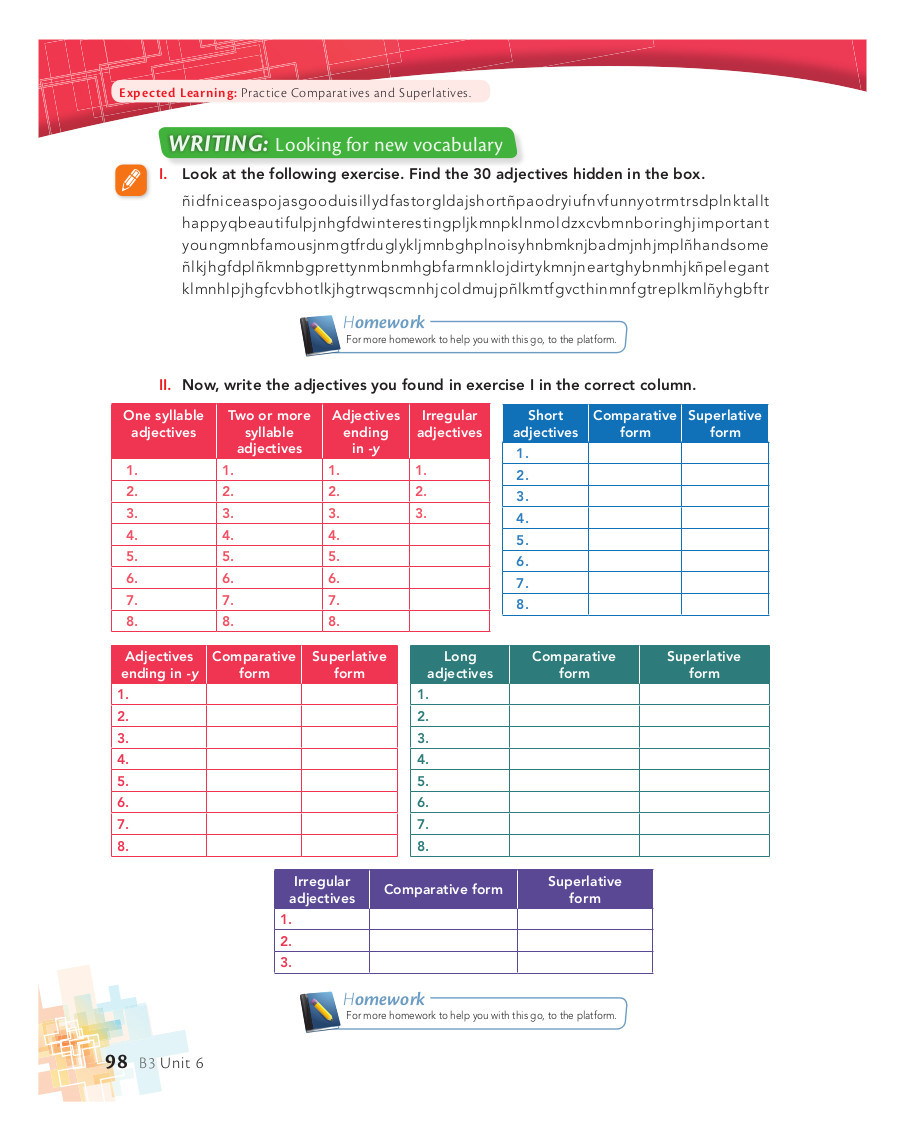 Expected Learning: Practice Comparatives and Superlatives.
WRITING: Looking for new vocabulary
I. Look at the following exercise. Find the 30 adjectives hidden in the box.
ñidfniceaspojasgooduisillydfastorgldajshortñpaodryiufnvfunnyotrmtrsdplnktallt
happyqbeautifulpjnhgfdwinterestingpljkmnpklnmoldzxcvbmnboringhjimportant
youngmnbfamousjnmgtfrduglykljmnbghplnoisyhnbmknjbadmjnhjmplñhandsome
ñlkjhgfdplñkmnbgprettynmbnmhgbfarmnklojdirtykmnjneartghybnmhjkñpelegant
klmnhlpjhgfcvbhotlkjhgtrwqscmnhjcoldmujpñlkmtfgvcthinmnfgtreplkmlñyhgbftr
Homework
For more homework to help you with this go, to the platform.
II. Now, write the adjectives you found in exercise I in the correct column.
One syllable adjectives Two or more syllable adjectives Adjectives ending in -y Irregular adjectives
1. 1. 1. 1.
2. 2. 2. 2.
3. 3. 3. 3.
4. 4. 4.
5. 5. 5.
6. 6. 6.
7. 7. 7.
8. 8. 8.
Short adjectives Comparative form Superlative form
1.
2.
3.
4.
5.
6.
7.
8.
Adjectives ending in -y Comparative form Superlative form
1.
2.
3.
4.
5.
6.
7.
8.
Long adjectives Comparative form Superlative form
1.
2.
3.
4.
5.
6.
7.
8.
Irregular adjectives Comparative form Superlative form
1.
2.
3.
Homework
For more homework to help you with this go, to the platform.
98 B3 Unit 6